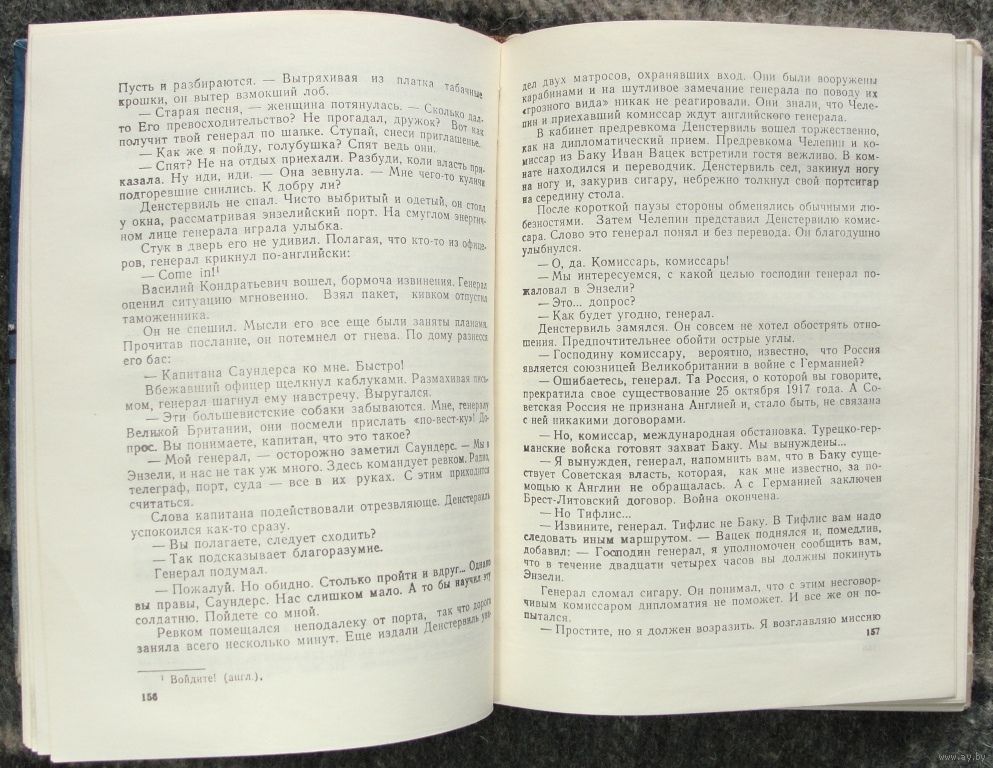 Пусть и разбираются. — Вытряхивая из платка табачные
крошки, он вытер взмокший лоб.
— Старая песня, — женщина потянулась. — Сколько дал-
то Его превосходительство? Не прогадал, дружок? Вот как
получит твой генерал по шапке. Ступай, снеси приглашенье.
— Как же я пойду, голубушка? Спят ведь они.
— Спят? Не на отдых приехали. Разбуди, коли власть при-
казала. Ну иди, иди. — Она зевнула. — Мне чего-то куличи
подгоревшие снились. К добру ли?
Денстервиль не спал. Чисто выбритый и одетый, он стоял
у окна, рассматривая энзелийский порт. На смуглом энергич-
ном лице генерала играла улыбка.
Стук в дверь его не удивил. Полагая, что кто-то из офице-
ров, генерал крикнул по-английски:
— Come in!¹
Василий Кондратьевич вошел, бормоча извинения. Генерал
оценил ситуацию мгновенно. Взял пакет, кивком отпустил
таможенника.
Он не спешил. Мысли его все еще были заняты планами.
Прочитав послание, он потемнел от гнева. По дому разнесся
его бас:
— Капитана Саундерса ко мне. Быстро!
Вбежавший офицер щелкнул каблуками. Размахивая пись-
мом, генерал шагнул ему навстречу. Выругался.
— Эти большевистские собаки забываются. Мне, генералу
Великой Британии, они посмели прислать «по-вест-ку»! До-
прос. Вы понимаете, капитан, что это такое?
— Мой генерал, — осторожно заметил Саундерс. — Мы в
Энзели, и нас не так уж много. Здесь командует ревком. Радио,
телеграф, порт, суда — все в их руках. С этим приходится
считаться.
Слова капитана подействовали отрезвляюще. Денстервиль
успокоился как-то сразу.
— Вы полагаете, следует сходить?
— Так подсказывает благоразумие.
Генерал подумал.
— Пожалуй. Но обидно. Столько пройти и вдруг... Однако
вы правы, Саундерс. Нас слишком мало. А то бы научил эту
солдатню. Пойдете со мной.
Ревком помещался неподалеку от порта, так что дорога
заняла всего несколько минут. Еще издали Денстервиль уви-
¹ Войдите! (англ.).
156
дел двух матросов, охранявших вход. Они были вооружены
карабинами и на шутливое замечание генерала по поводу их
«грозного вида» никак не реагировали. Они знали, что Челе-
пин и приехавший комиссар ждут английского генерала.
В кабинет предревкома Денстервиль вошел торжественно,
как на дипломатический прием. Предревкома Челепин и ко-
миссар из Баку Иван Вацек встретили гостя вежливо. В ком-
нате находился и переводчик. Денстервиль сел, закинул ногу
на ногу и, закурив сигару, небрежно толкнул свой портсигар
на середину стола.
После короткой паузы стороны обменялись обычными лю-
безностями. Затем Челепин представил Денстервилю комис-
сара. Слово это генерал понял и без перевода. Он благодушно
улыбнулся.
— О, да. Комиссарь, комиссарь!
— Мы интересуемся, с какой целью господин генерал по-
жаловал в Энзели?
— Это... допрос?
— Как будет угодно, генерал.
Денстервиль замялся. Он совсем не хотел обострять отно-
шения. Предпочтительнее обойти острые углы.
— Господину комиссару, вероятно, известно, что Россия
является союзницей Великобритании в войне с Германией?
— Ошибаетесь, генерал. Та Россия, о которой вы говорите,
прекратила свое существование 25 октября 1917 года. А Со-
ветская Россия не признана Англией и, стало быть, не связана
с ней никакими договорами.
— Но, комиссар, международная обстановка. Турецко-гер-
манские войска готовят захват Баку. Мы вынуждены...
— Я вынужден, генерал, напомнить вам, что в Баку суще-
ствует Советская власть, которая, как мне известно, за по-
мощью к Англии не обращалась. А с Германией заключен
Брест-Литовский договор. Война окончена.
— Но Тифлис...
— Извините, генерал. Тифлис не Баку. В Тифлис вам надо
следовать иным маршрутом. — Вацек поднялся и, помедлив,
добавил: — Господин генерал, я уполномочен сообщить вам,
что в течение двадцати четырех часов вы должны покинуть
Энзели.
Генерал сломал сигару. Он понимал, что с этим несговор-
чивым комиссаром дипломатия не поможет. И все же он по-
пытался.
— Простите, но я должен возразить. Я возглавляю миссию
157
www.ay.by